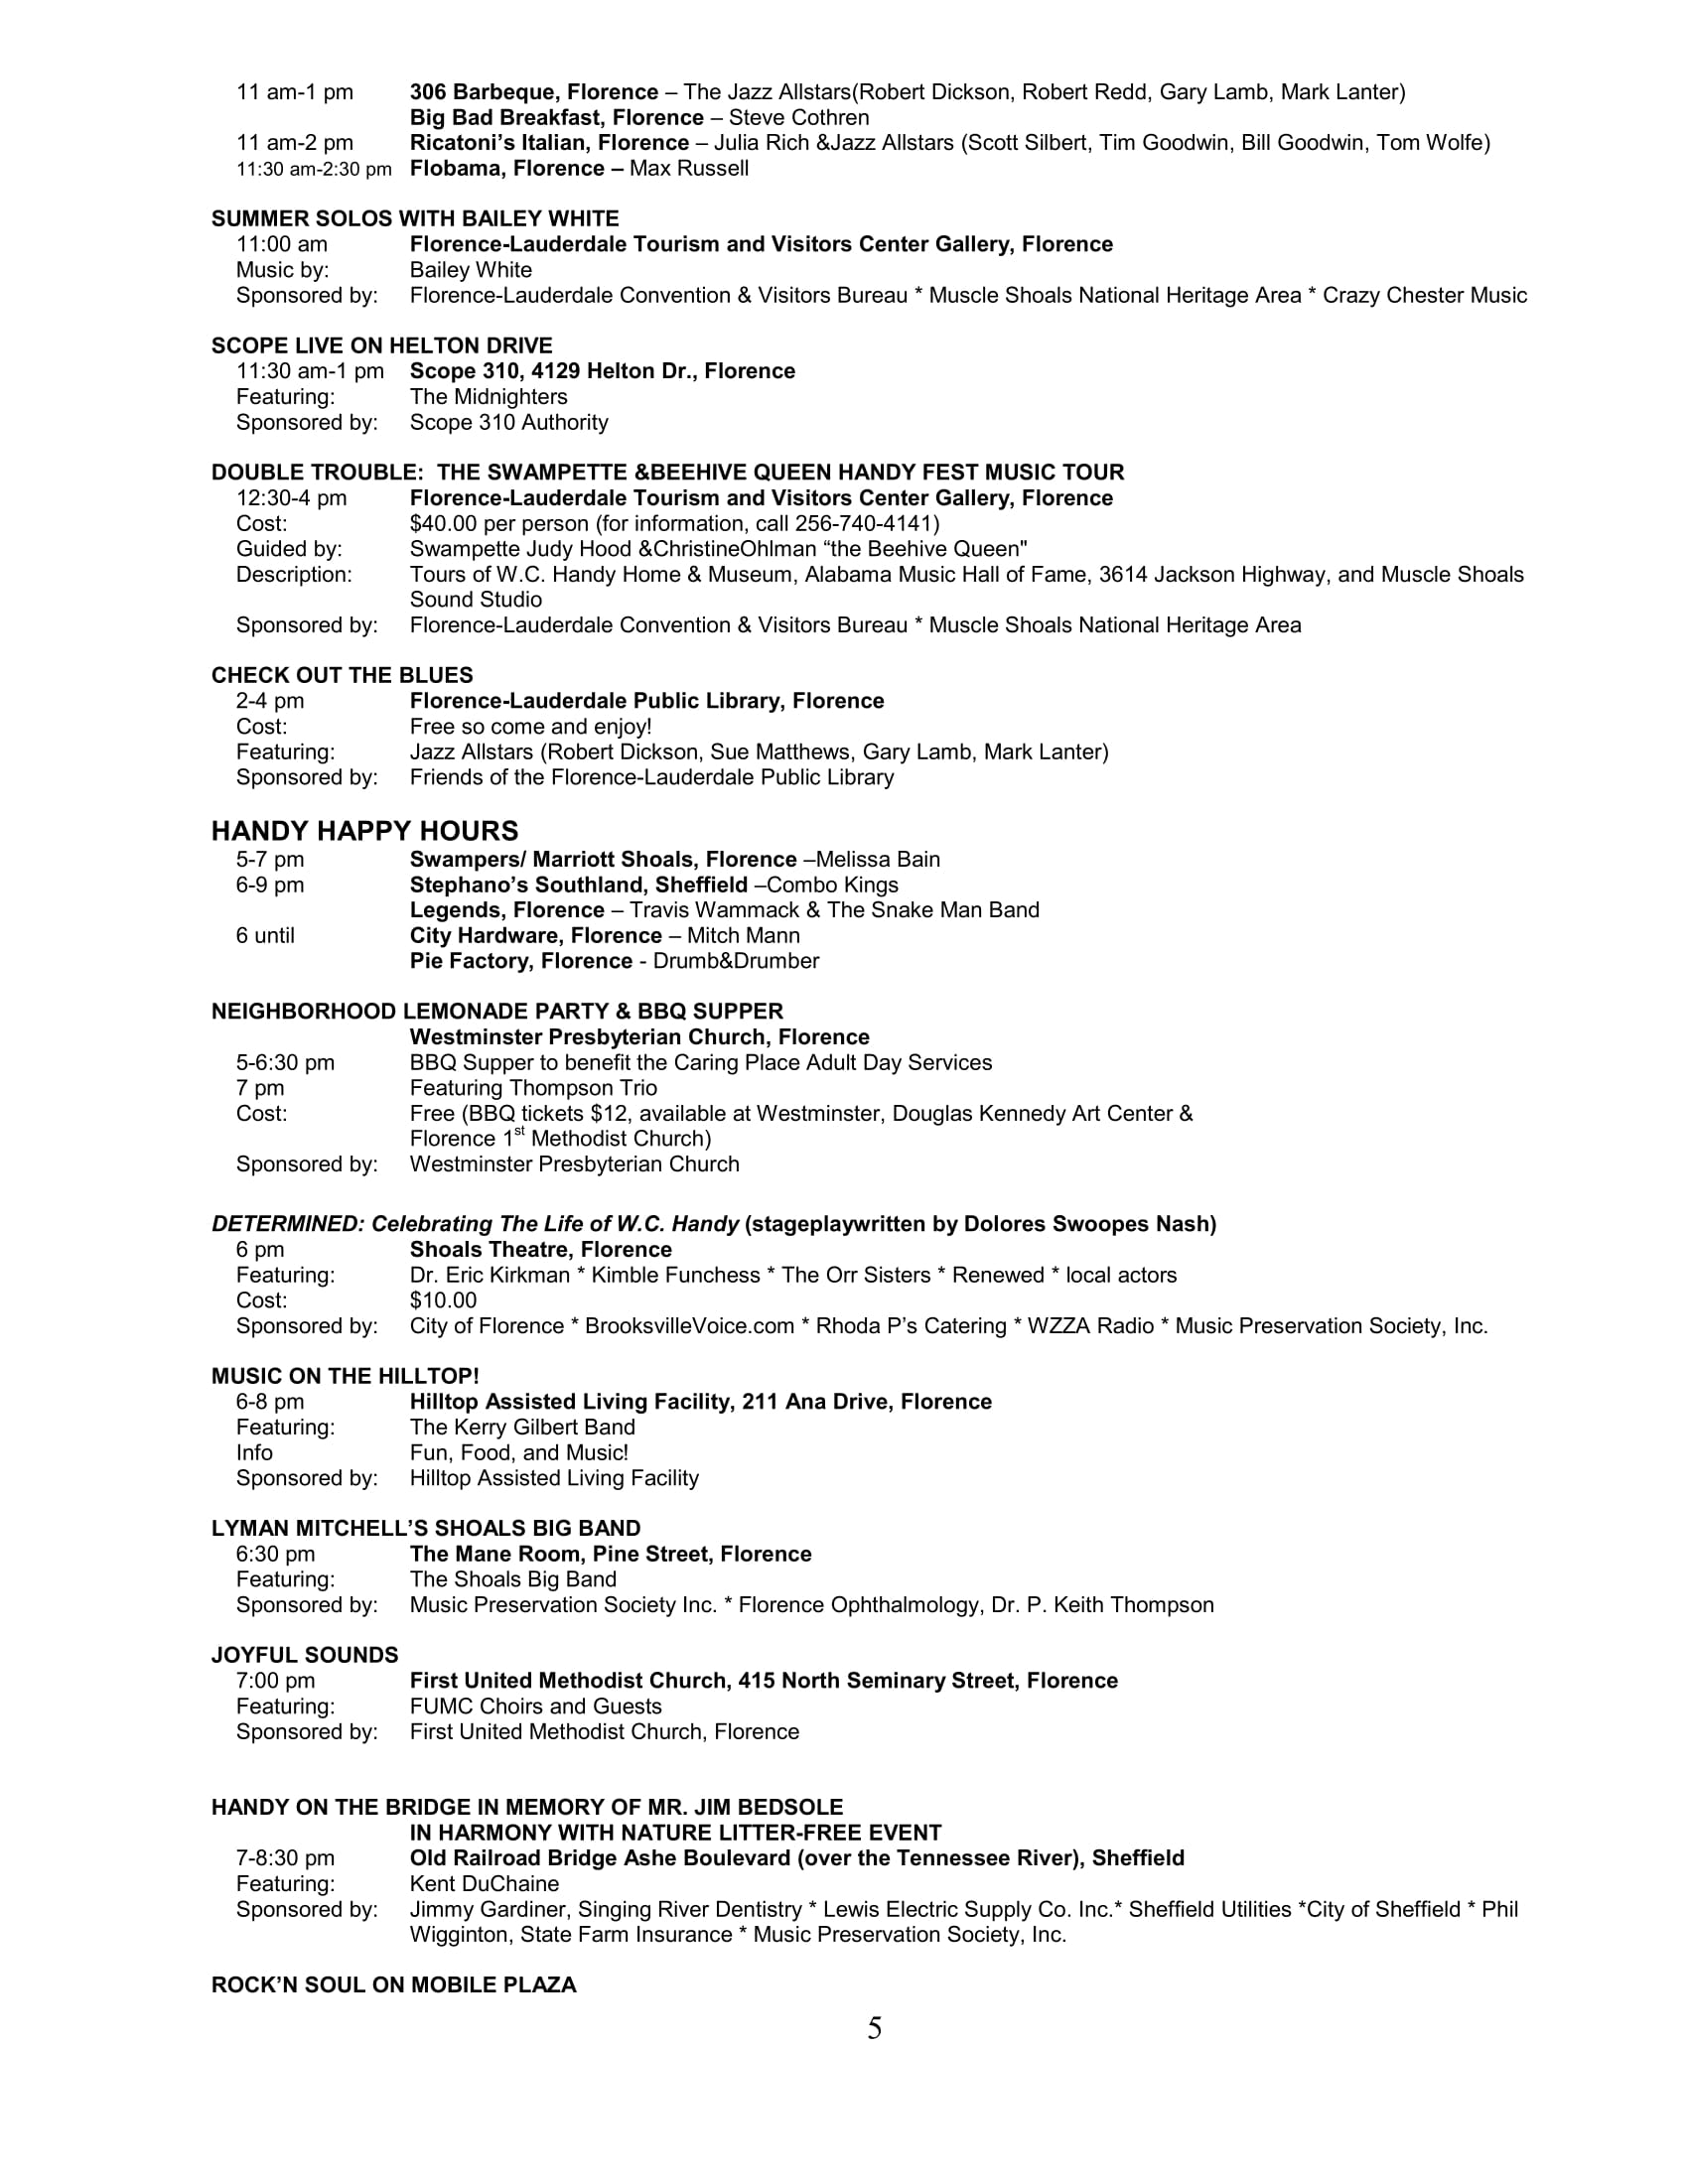 11 am-1 pm 306 Barbeque, Florence – The Jazz Allstars(Robert Dickson, Robert Redd, Gary Lamb, Mark Lanter)
Big Bad Breakfast, Florence – Steve Cothren
11 am-2 pm Ricatoni’s Italian, Florence – Julia Rich &Jazz Allstars (Scott Silbert, Tim Goodwin, Bill Goodwin, Tom Wolfe)
11:30 am-2:30 pm Flobama, Florence – Max Russell
SUMMER SOLOS WITH BAILEY WHITE
11:00 am Florence-Lauderdale Tourism and Visitors Center Gallery, Florence
Music by: Bailey White
Sponsored by: Florence-Lauderdale Convention & Visitors Bureau * Muscle Shoals National Heritage Area * Crazy Chester Music
SCOPE LIVE ON HELTON DRIVE
11:30 am-1 pm Scope 310, 4129 Helton Dr., Florence
Featuring: The Midnighters
Sponsored by: Scope 310 Authority
DOUBLE TROUBLE: THE SWAMPETTE &BEEHIVE QUEEN HANDY FEST MUSIC TOUR
12:30-4 pm Florence-Lauderdale Tourism and Visitors Center Gallery, Florence
Cost: $40.00 per person (for information, call 256-740-4141)
Guided by: Swampette Judy Hood &ChristineOhlman “the Beehive Queen"
Description: Tours of W.C. Handy Home & Museum, Alabama Music Hall of Fame, 3614 Jackson Highway, and Muscle Shoals
Sound Studio
Sponsored by: Florence-Lauderdale Convention & Visitors Bureau * Muscle Shoals National Heritage Area
CHECK OUT THE BLUES
2-4 pm Florence-Lauderdale Public Library, Florence
Cost: Free so come and enjoy!
Featuring: Jazz Allstars (Robert Dickson, Sue Matthews, Gary Lamb, Mark Lanter)
Sponsored by: Friends of the Florence-Lauderdale Public Library
HANDY HAPPY HOURS
5-7 pm Swampers/ Marriott Shoals, Florence –Melissa Bain
6-9 pm Stephano’s Southland, Sheffield –Combo Kings
Legends, Florence – Travis Wammack & The Snake Man Band
6 until City Hardware, Florence – Mitch Mann
Pie Factory, Florence - Drumb&Drumber
NEIGHBORHOOD LEMONADE PARTY & BBQ SUPPER
Westminster Presbyterian Church, Florence
5-6:30 pm BBQ Supper to benefit the Caring Place Adult Day Services
7 pm Featuring Thompson Trio
Cost: Free (BBQ tickets $12, available at Westminster, Douglas Kennedy Art Center &
Florence 1st Methodist Church)
Sponsored by: Westminster Presbyterian Church
DETERMINED: Celebrating The Life of W.C. Handy (stageplaywritten by Dolores Swoopes Nash)
6 pm Shoals Theatre, Florence
Featuring: Dr. Eric Kirkman * Kimble Funchess * The Orr Sisters * Renewed * local actors
Cost: $10.00
Sponsored by: City of Florence * BrooksvilleVoice.com * Rhoda P’s Catering * WZZA Radio * Music Preservation Society, Inc.
MUSIC ON THE HILLTOP!
6-8 pm Hilltop Assisted Living Facility, 211 Ana Drive, Florence
Featuring: The Kerry Gilbert Band
Info Fun, Food, and Music!
Sponsored by: Hilltop Assisted Living Facility
LYMAN MITCHELL’S SHOALS BIG BAND
6:30 pm The Mane Room, Pine Street, Florence
Featuring: The Shoals Big Band
Sponsored by: Music Preservation Society Inc. * Florence Ophthalmology, Dr. P. Keith Thompson
JOYFUL SOUNDS
7:00 pm First United Methodist Church, 415 North Seminary Street, Florence
Featuring: FUMC Choirs and Guests
Sponsored by: First United Methodist Church, Florence
HANDY ON THE BRIDGE IN MEMORY OF MR. JIM BEDSOLE
IN HARMONY WITH NATURE LITTER-FREE EVENT
7-8:30 pm Old Railroad Bridge Ashe Boulevard (over the Tennessee River), Sheffield
Featuring: Kent DuChaine
Sponsored by: Jimmy Gardiner, Singing River Dentistry * Lewis Electric Supply Co. Inc.* Sheffield Utilities *City of Sheffield * Phil
Wigginton, State Farm Insurance * Music Preservation Society, Inc.
ROCK’N SOUL ON MOBILE PLAZA
5